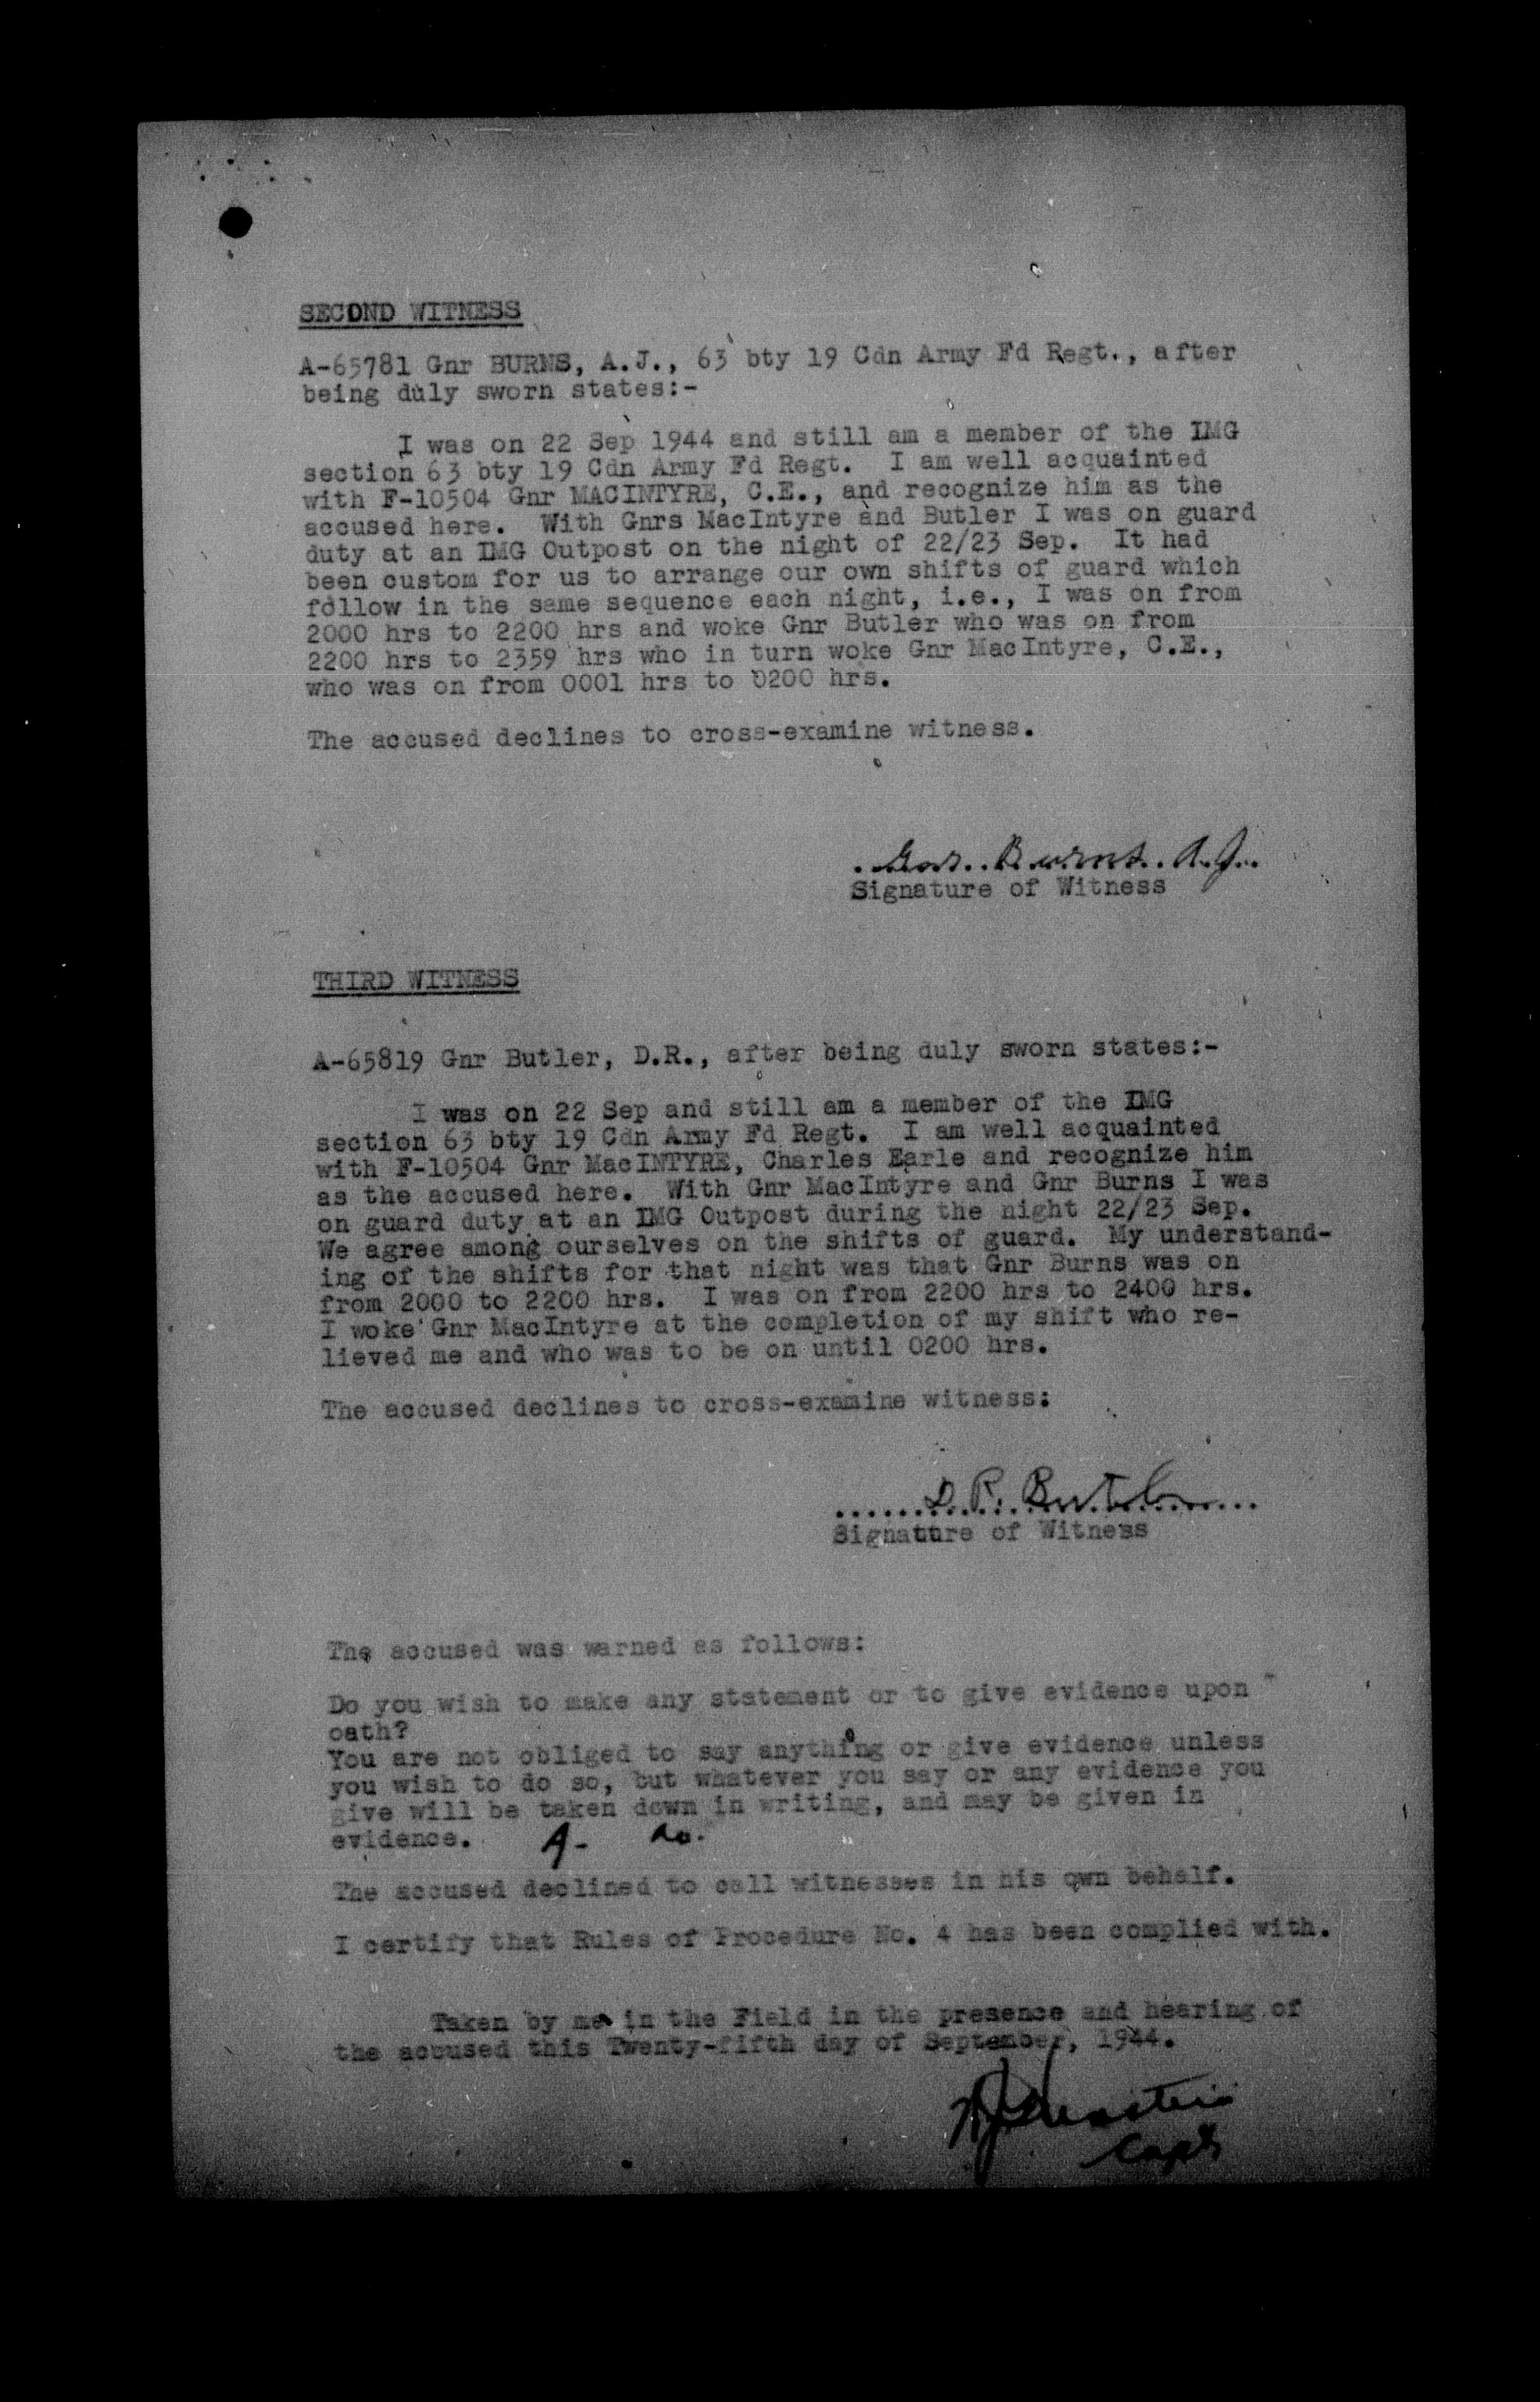 SECOND WITNESS
A-65781 Gnr BURNS, A.J., 63 bty 19 Cdn Army Fd Regt., after
being duly sworn states:-
I was on 22 Sep 1944 and still am a member of the LMG
section 63 bty 19 Cdn Army Fd Regt. I am well acquainted
with F-10504 Gnr MACINTYRE, C.E., and recognize him as the
accused here. With Gnrs MacIntyre and Butler I was on guard
duty at an LMG Outpost on the night of 22/23 Sep. It had
been custom for us to arrange our own shifts of guard which
follow in the same sequence each night, i.e., I was on from
2000 hrs to 2200 hrs and woke Gnr Butler who was on from
2200 hrs to 2359 hrs who in turn woke Gnr MacIntyre, C.E.,
who was on from 0001 hrs to 0200 hrs.
The accused declines to cross-examine witness.
Gnr. Burns. A.J.
Signature of Witness
THIRD WITNESS
A-65819 Gnr Butler, D.R., after being duly sworn states:-
I was on 22 Sep and still am a member of the LMG
section 63 bty 19 Cdn Army Fd Regt. I am well acquainted
with F-10504 Gnr MacINTYRE, Charles Earle and recognize him
as the accused here. With Gnr MacIntyre and Gnr Burns I was
on guard duty at an LMG Outpost during the night 22/23 Sep.
We agree among ourselves on the shifts of guard. My understand-
ing of the shifts for that night was that Gnr Burns was on
from 2000 to 2200 hrs. I was on from 2200 hrs to 2400 hrs.
I woke Gnr MacIntyre at the completion of my shift who re-
lieved me and who was to be on until 0200 hrs.
The accused declines to cross-examine witness:
D.R. Butler
Signature of Witness
The accused was warned as follows:
Do you wish to make any statement or to give evidence upon
oath?
You are not obliged to say anything or give evidence unless
you wish to do so, but whatever you say or any evidence you
give will be taken down in writing, and may be given in
evidence. A- no.
The accused declined to call witnesses in his own behalf.
I certify that Rules of Procedure No. 4 has been complied with.
Taken by me in the Field in the presence and hearing of
the accused this Twenty-fifth day of September, 1944.
Capt